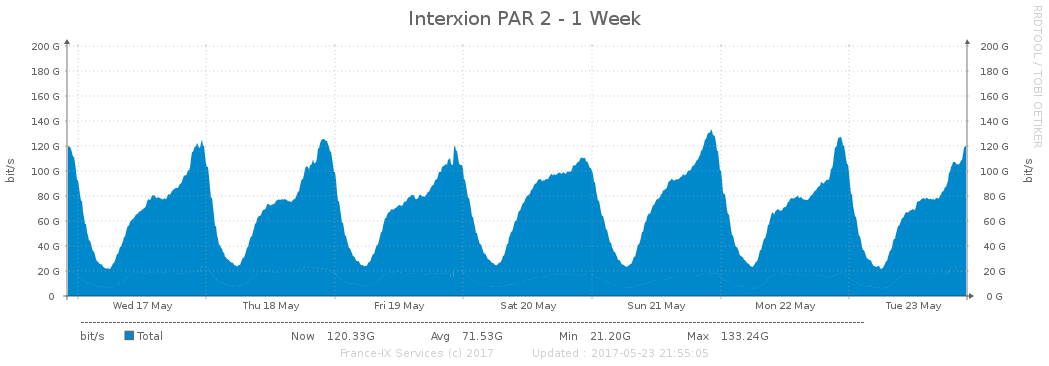 Interxion PAR 2 - 1 Week
RRDTOOL / TOBI OETIKER
bit/s
200 G 200 G
180 G 180 G
160 G 160 G
140 G 140 G
120 G 120 G
100 G 100 G
80 G 80 G
60 G 60 G
40 G 40 G
20 G 20 G
0 0 G
bit/s
Wed 17 May Thu 18 May Fri 19 May Sat 20 May Sun 21 May Mon 22 May Tue 23 May
bit/s Total Now 120.33G Avg 71.53G Min 21.20G Max 133.24G
France-IX Services (c) 2017 Updated : 2017-05-23 21:55:05